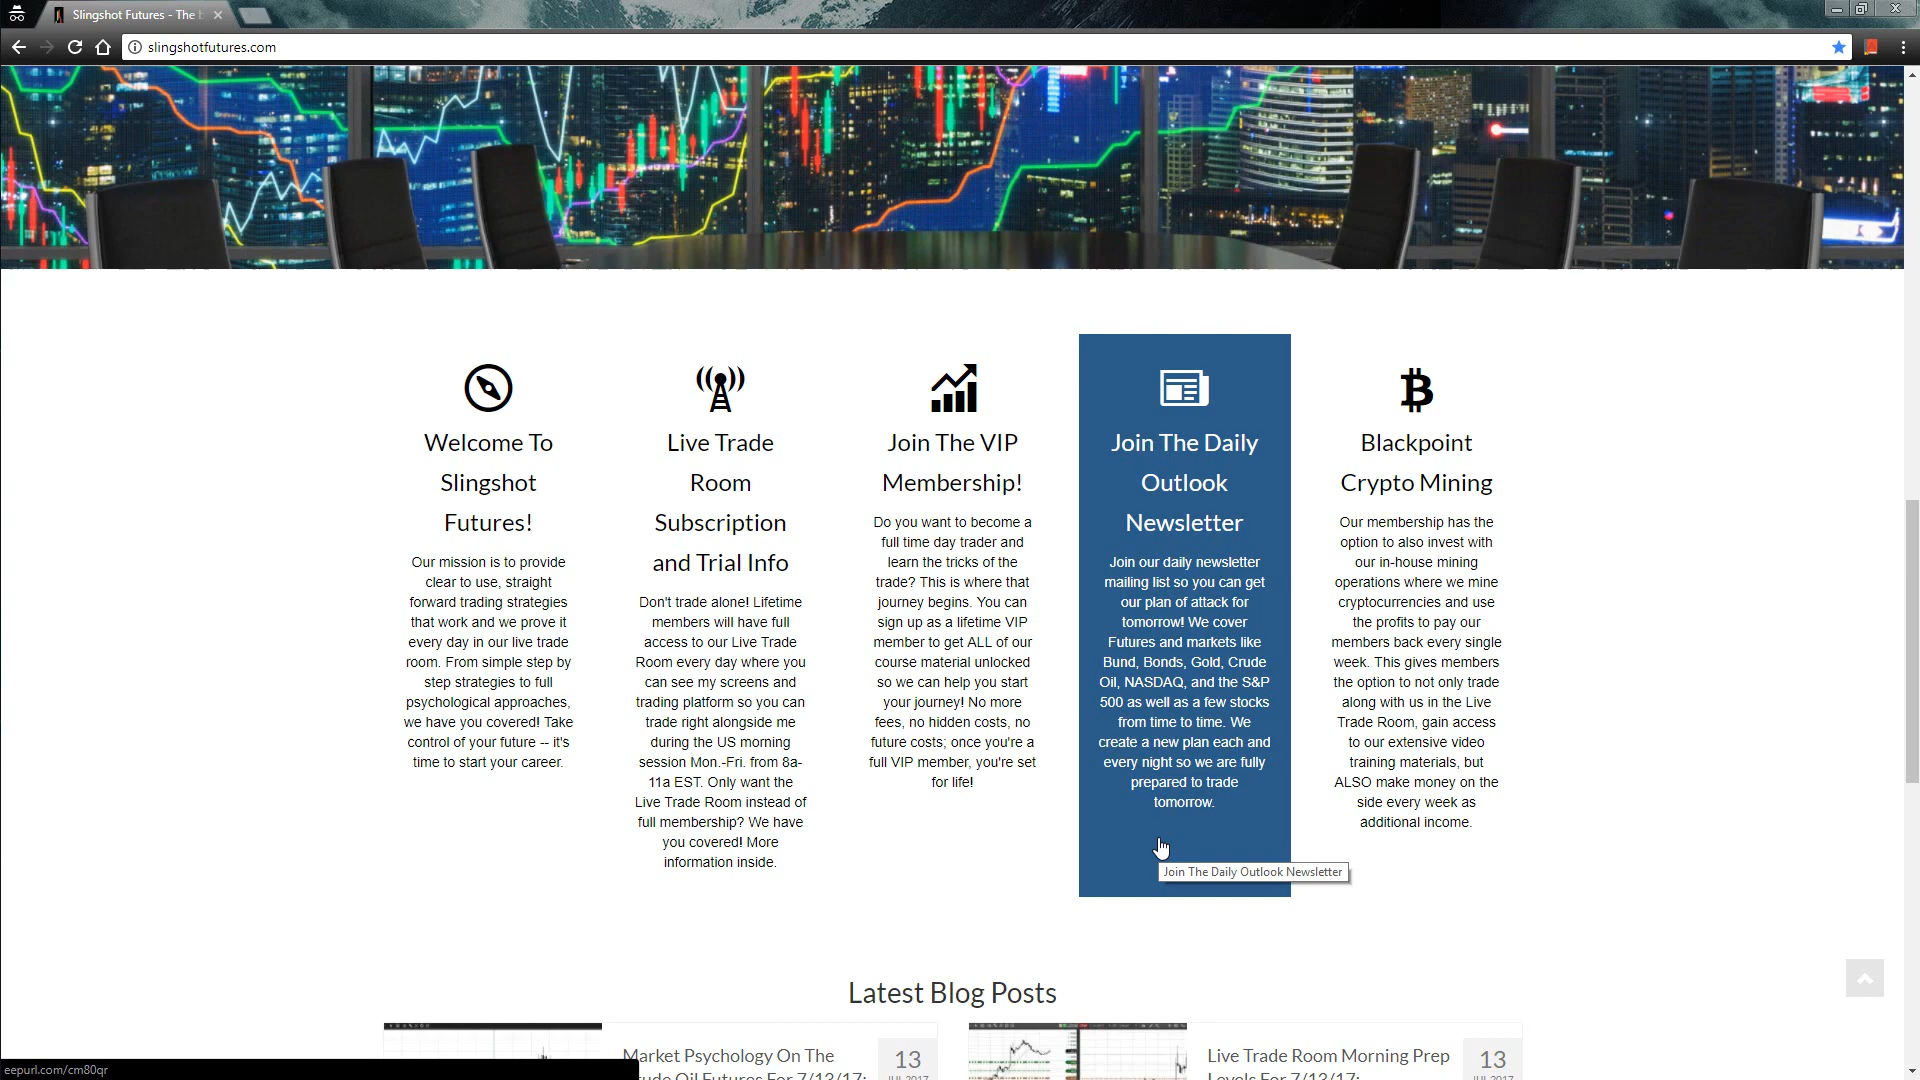 Slingshot Futures - The
slingshotfutures.com
Welcome To
Slingshot
Futures!
Our mission is to provide
clear to use, straight
forward trading strategies
that work and we prove it
every day in our live trade
room. From simple step by
step strategies to full
psychological approaches,
we have you covered! Take
control of your future -- it's
time to start your career.
Live Trade
Room
Subscription
and Trial Info
Don't trade alone! Lifetime
members will have full
access to our Live Trade
Room every day where you
can see my screens and
trading platform so you can
trade right alongside me
during the US morning
session Mon.-Fri. from 8a-
11a EST. Only want the
Live Trade Room instead of
full membership? We have
you covered! More
information inside.
Join The VIP
Membership!
Do you want to become a
full time day trader and
learn the tricks of the
trade? This is where that
journey begins. You can
sign up as a lifetime VIP
member to get ALL of our
course material unlocked
so we can help you start
your journey! No more
fees, no hidden costs, no
future costs; once you're a
full VIP member, you're set
for life!
Join The Daily
Outlook
Newsletter
Join our daily newsletter
mailing list so you can get
our plan of attack for
tomorrow! We cover
Futures and markets like
Bund, Bonds, Gold, Crude
Oil, NASDAQ, and the S&P
500 as well as a few stocks
from time to time. We
create a new plan each and
every night so we are fully
prepared to trade
tomorrow.
Join The Daily Outlook Newsletter
Blackpoint
Crypto Mining
Our membership has the
option to also invest with
our in-house mining
operations where we mine
cryptocurrencies and use
the profits to pay our
members back every single
week. This gives members
the option to not only trade
along with us in the Live
Trade Room, gain access
to our extensive video
training materials, but
ALSO make money on the
side every week as
additional income.
Latest Blog Posts
Market Psychology On The
Oil Futures For 7/13/17:
13
JUL 2017
Live Trade Room Morning Prep
Levels For 7/13/17:
13
JUL 2017
eepurl.com/cm80qr